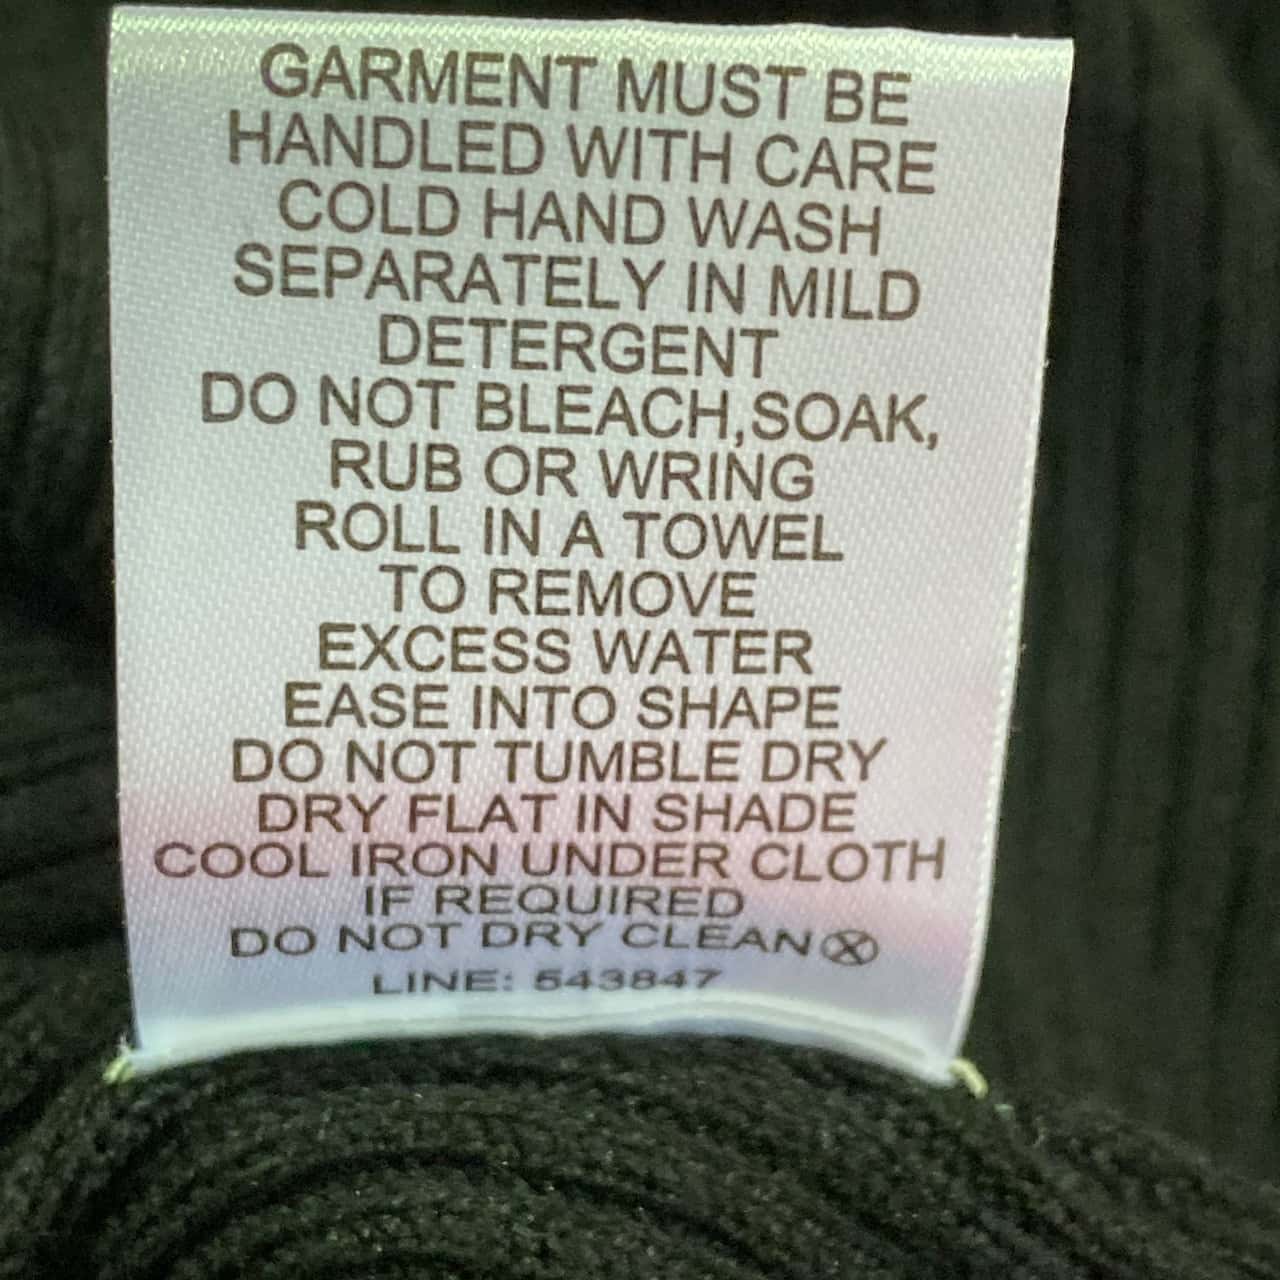 GARMENT MUST BE
HANDLED WITH CARE
COLD HAND WASH
SEPARATELY IN MILD
DETERGENT
DO NOT BLEACH,SOAK,
RUB OR WRING
ROLL IN A TOWEL
TO REMOVE
EXCESS WATER
EASE INTO SHAPE
DO NOT TUMBLE DRY
DRY FLAT IN SHADE
COOL IRON UNDER CLOTH
IF REQUIRED
DO NOT DRY CLEAN
LINE: 543847